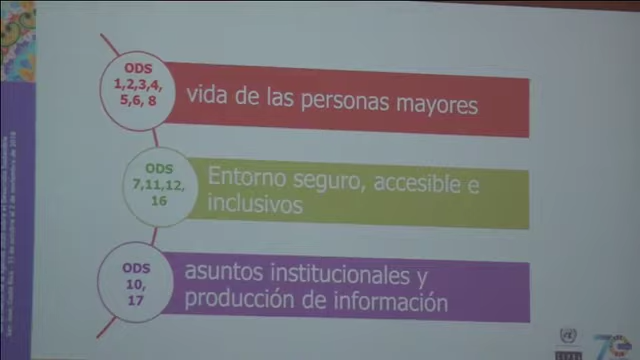 ODS
1,2,3,4,
5,6, 8
vida de las personas mayores
ODS
7,11,12,
16
Entorno seguro, accesible e
inclusivos
ODS
10,
17
asuntos institucionales y
producción de información